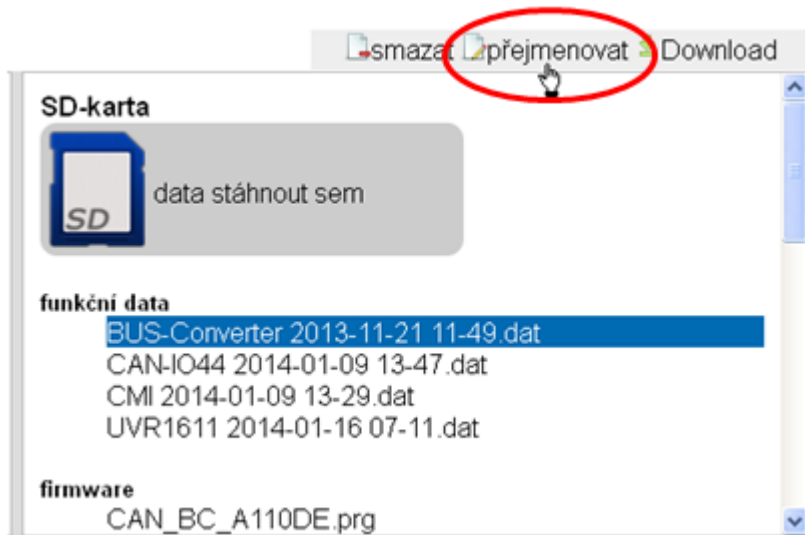 smazat přejmenovat Download
SD-karta
SD
data stáhnout sem
funkční data
BUS-Converter 2013-11-21 11-49.dat
CAN-IO44 2014-01-09 13-47.dat
CMI 2014-01-09 13-29.dat
UVR1611 2014-01-16 07-11.dat
firmware
CAN_BC_A110DE.prg